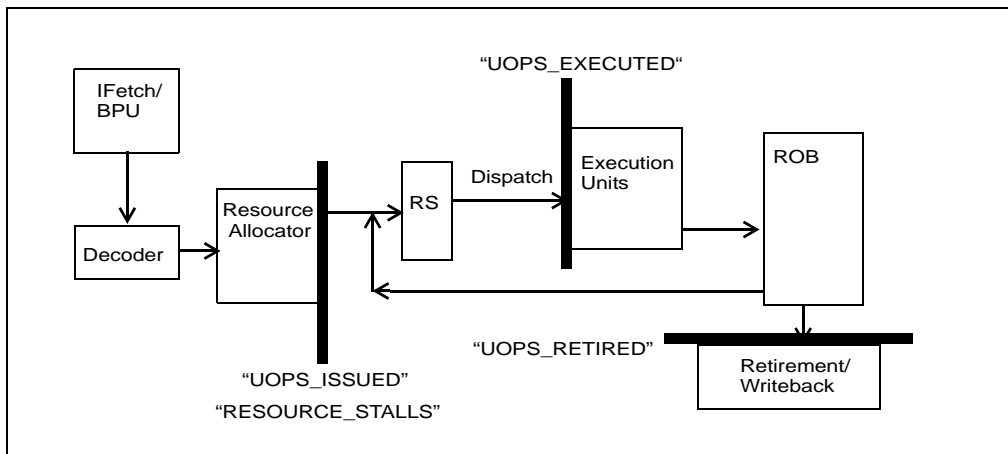 “UOPS_EXECUTED“
IFetch/
BPU
Execution
Units
ROB
Dispatch
RS
Resource
Allocator
Decoder
“UOPS_RETIRED”
Retirement/
Writeback
“UOPS_ISSUED”
“RESOURCE_STALLS”